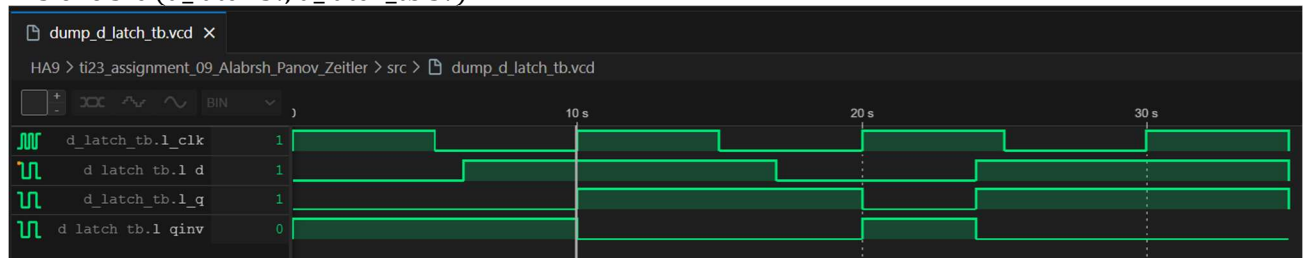 dump_d_latch_tb.vcd ×
HA9 > ti23_assignment_09_Alabrsh_Panov_Zeitler > src > dump_d_latch_tb.vcd
+
-
BIN
10 s 20 s 30 s
d_latch_tb.l_clk 1
d latch tb.l d 1
d_latch_tb.l_q 1
d latch tb.l qinv 0